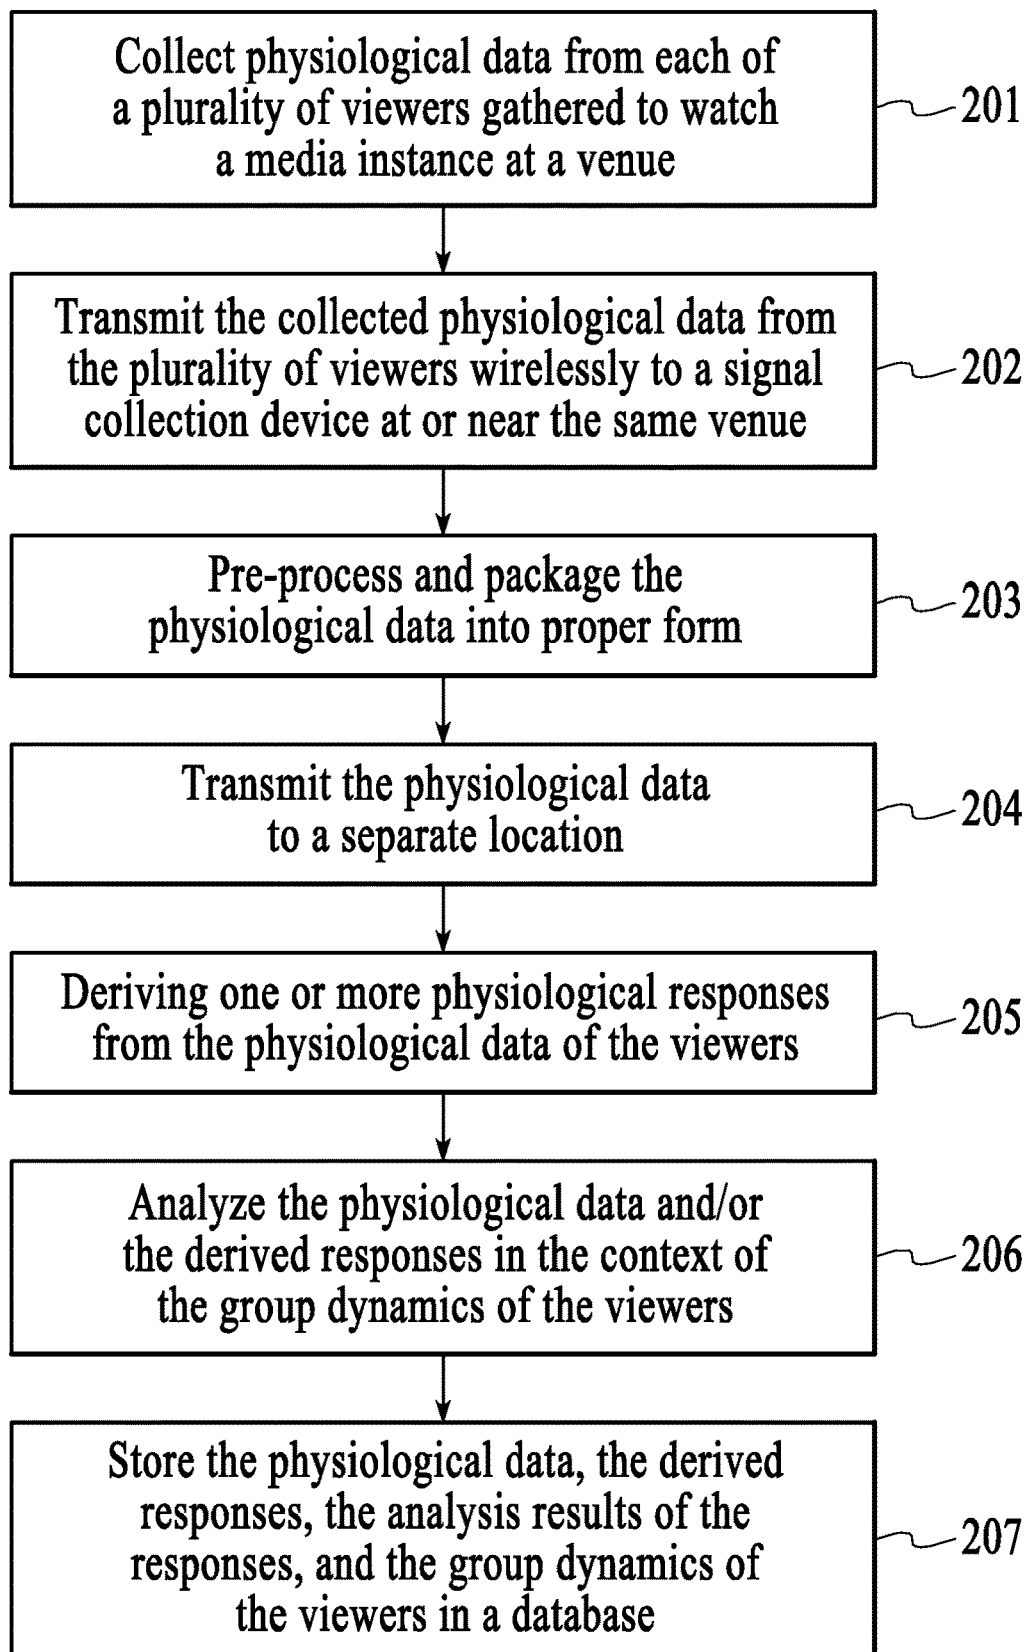 Collect physiological data from each of
a plurality of viewers gathered to watch
a media instance at a venue
201
Transmit the collected physiological data from
the plurality of viewers wirelessly to a signal
collection device at or near the same venue
202
Pre-process and package the
physiological data into proper form
203
Transmit the physiological data
to a separate location
204
Deriving one or more physiological responses
from the physiological data of the viewers
205
Analyze the physiological data and/or
the derived responses in the context of
the group dynamics of the viewers
206
Store the physiological data, the derived
responses, the analysis results of the
responses, and the group dynamics of
the viewers in a database
207